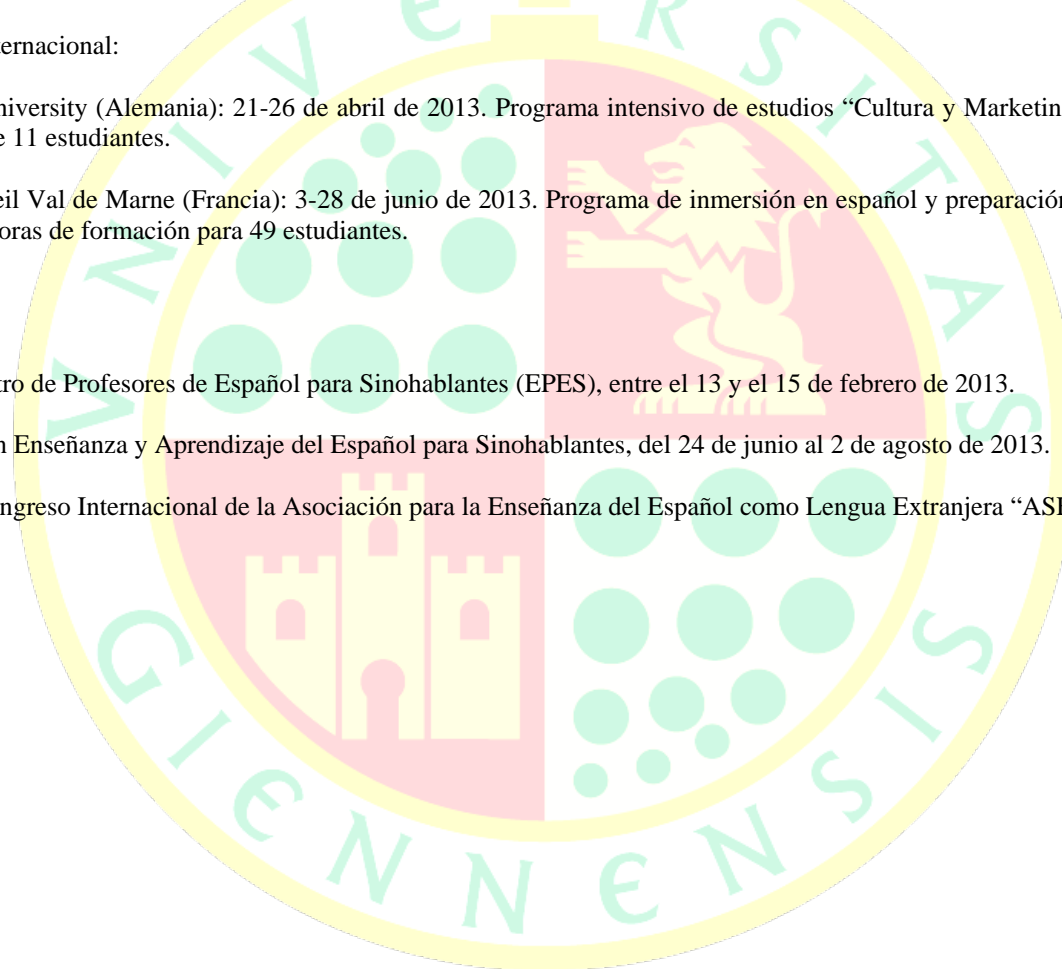 ternacional:
niversity (Alemania): 21-26 de abril de 2013. Programa intensivo de estudios “Cultura y Marketin
e 11 estudiantes.
eil Val de Marne (Francia): 3-28 de junio de 2013. Programa de inmersión en español y preparación
oras de formación para 49 estudiantes.
tro de Profesores de Español para Sinohablantes (EPES), entre el 13 y el 15 de febrero de 2013.
n Enseñanza y Aprendizaje del Español para Sinohablantes, del 24 de junio al 2 de agosto de 2013.
ngreso Internacional de la Asociación para la Enseñanza del Español como Lengua Extranjera “ASE
VNIVERSITAS
GIENNENSIS